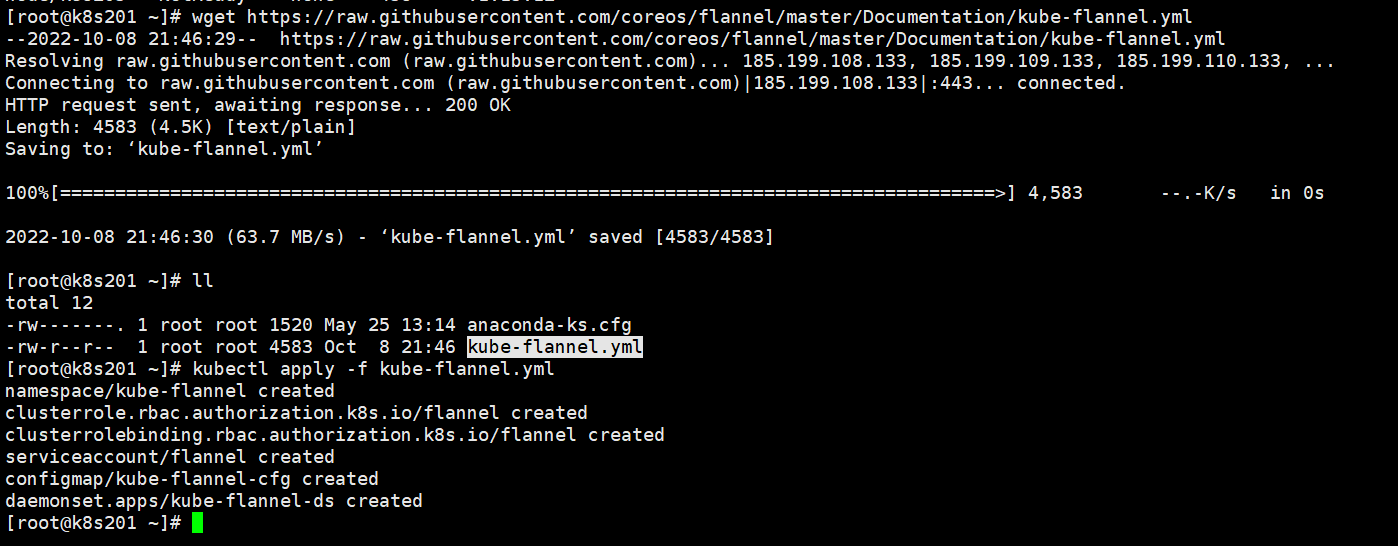 [root@k8s201 ~]# wget https://raw.githubusercontent.com/coreos/flannel/master/Documentation/kube-flannel.yml
--2022-10-08 21:46:29--  https://raw.githubusercontent.com/coreos/flannel/master/Documentation/kube-flannel.yml
Resolving raw.githubusercontent.com (raw.githubusercontent.com)... 185.199.108.133, 185.199.109.133, 185.199.110.133, ...
Connecting to raw.githubusercontent.com (raw.githubusercontent.com)|185.199.108.133|:443... connected.
HTTP request sent, awaiting response... 200 OK
Length: 4583 (4.5K) [text/plain]
Saving to: ‘kube-flannel.yml’
100%[=====================================================================================>] 4,583       --.-K/s   in 0s
2022-10-08 21:46:30 (63.7 MB/s) - ‘kube-flannel.yml’ saved [4583/4583]
[root@k8s201 ~]# ll
total 12
-rw-------. 1 root root 1520 May 25 13:14 anaconda-ks.cfg
-rw-r--r--  1 root root 4583 Oct  8 21:46 kube-flannel.yml
[root@k8s201 ~]# kubectl apply -f kube-flannel.yml
namespace/kube-flannel created
clusterrole.rbac.authorization.k8s.io/flannel created
clusterrolebinding.rbac.authorization.k8s.io/flannel created
serviceaccount/flannel created
configmap/kube-flannel-cfg created
daemonset.apps/kube-flannel-ds created
[root@k8s201 ~]#